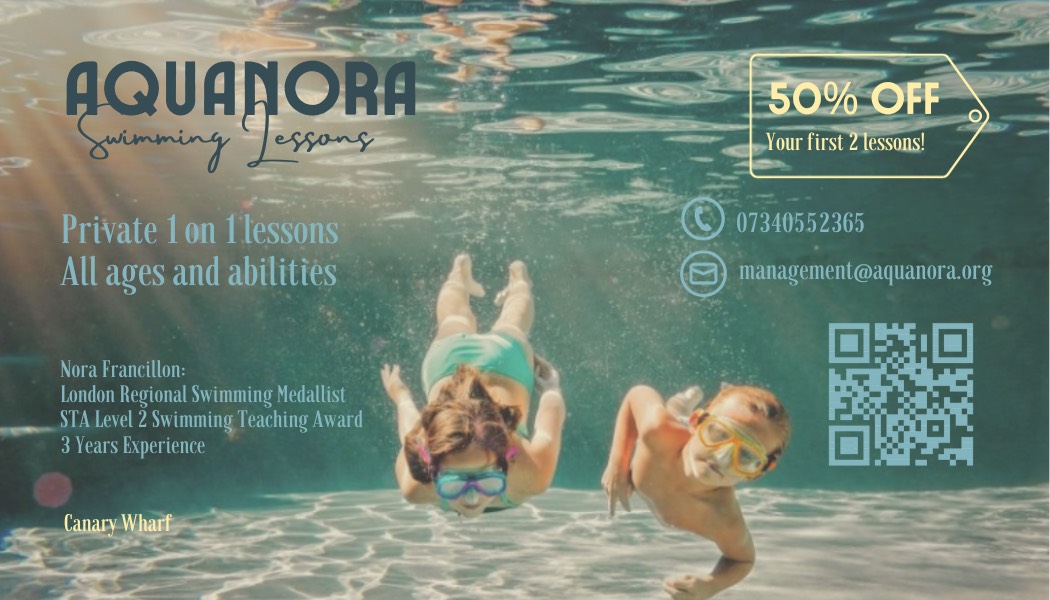 AQUANORA
Swimming Lessons
50% OFF
Your first 2 lessons!
Private 1 on 1 lessons
All ages and abilities
07340552365
management@aquanora.org
Nora Francillon:
London Regional Swimming Medallist
STA Level 2 Swimming Teaching Award
3 Years Experience
Canary Wharf